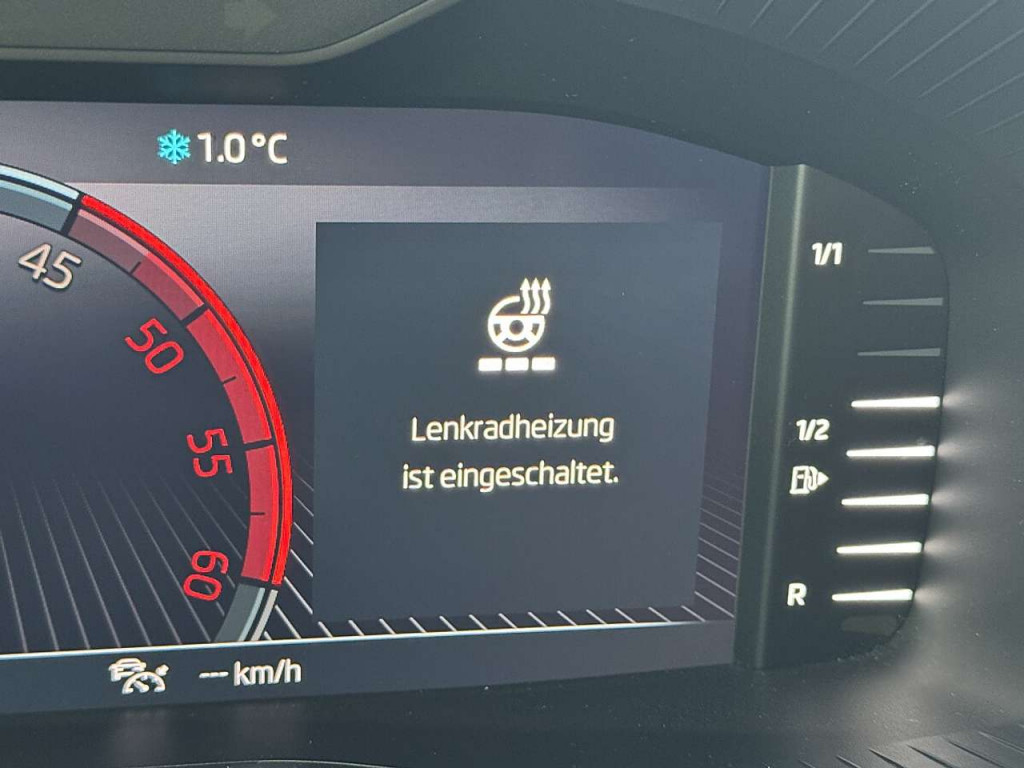 1.0 °C
45
50
55
60
Lenkradheizung
ist eingeschaltet.
1/1
1/2
R
--- km/h